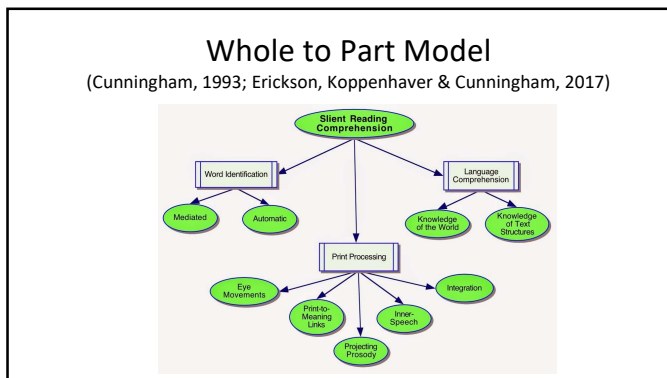 Whole to Part Model
(Cunningham, 1993; Erickson, Koppenhaver & Cunningham, 2017)
Slient Reading
Comprehension
Word Identification
Language
Comprehension
Mediated
Automatic
Knowledge
of the World
Knowledge
of Text
Structures
Print Processing
Eye
Movements
Print-to-
Meaning
Links
Projecting
Prosody
Inner-
Speech
Integration